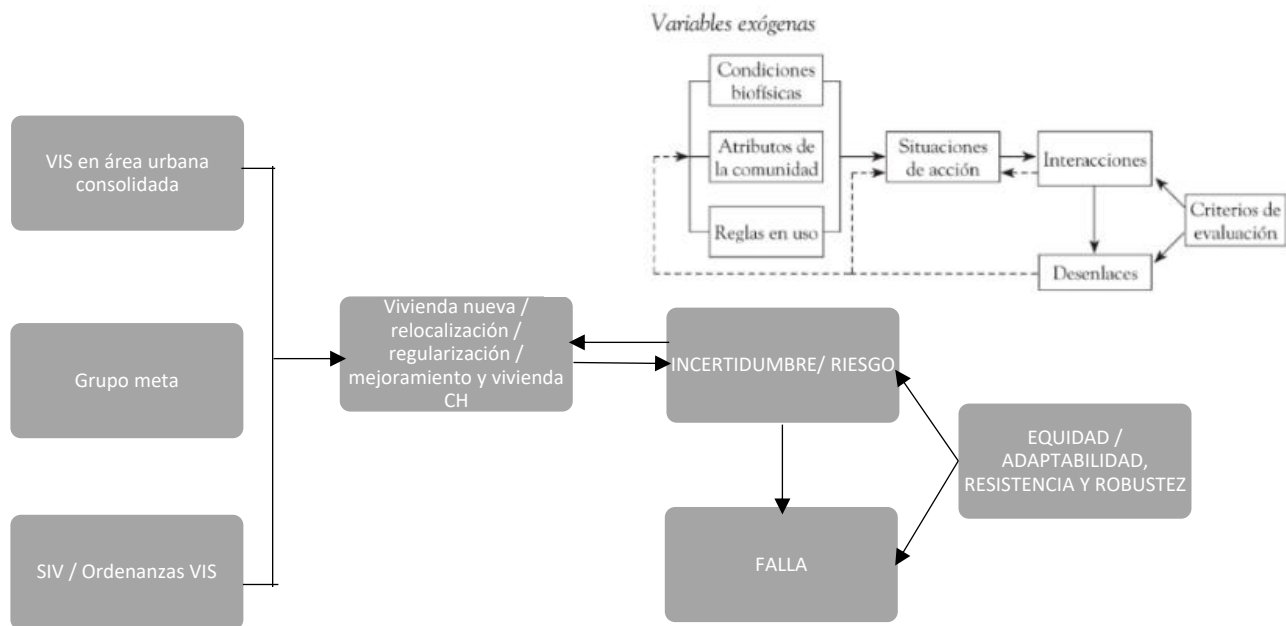 Variables exógenas
Condiciones
biofísicas
Atributos de
la comunidad
Reglas en uso
Situaciones
de acción
Interacciones
Criterios de
evaluación
Desenlaces
VIS en área urbana
consolidada
Grupo meta
SIV / Ordenanzas VIS
Vivienda nueva /
relocalización /
regularización /
mejoramiento y vivienda
CH
INCERTIDUMBRE/ RIESGO
FALLA
EQUIDAD /
ADAPTABILIDAD,
RESISTENCIA Y ROBUSTEZ